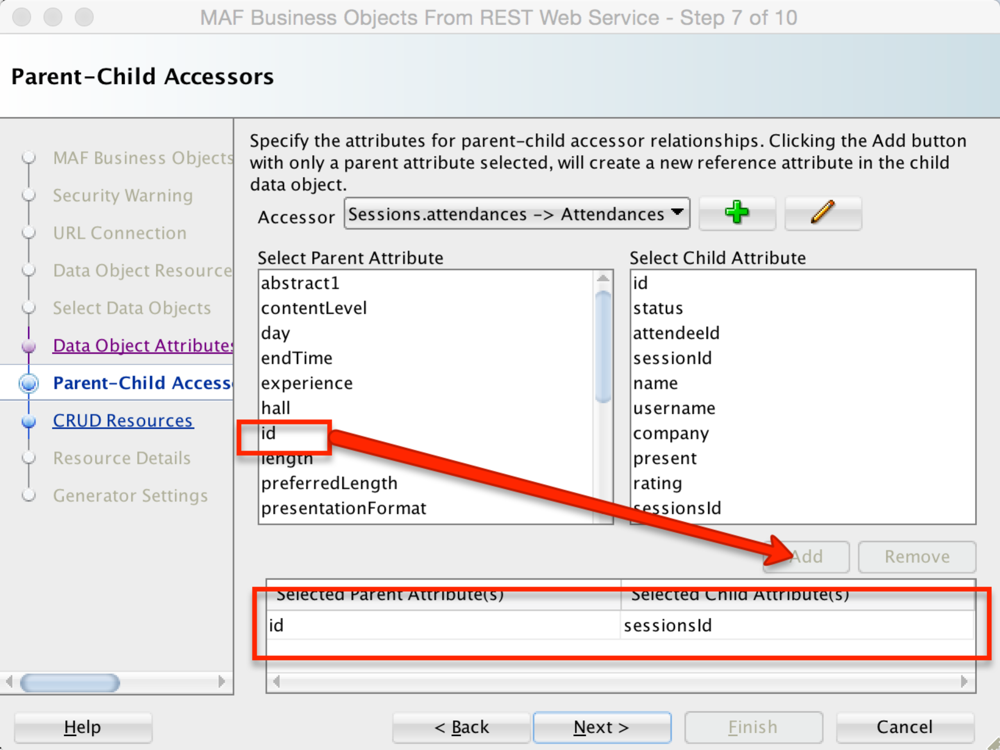 MAF Business Objects From REST Web Service - Step 7 of 10
Parent-Child Accessors
MAF Business Objects
Security Warning
URL Connection
Data Object Resource
Select Data Objects
Data Object Attributes
Parent-Child Access
CRUD Resources
Resource Details
Generator Settings
Specify the attributes for parent-child accessor relationships. Clicking the Add button
with only a parent attribute selected, will create a new reference attribute in the child
data object.
Accessor Sessions.attendances -> Attendances
Select Parent Attribute
abstract1
contentLevel
day
endTime
experience
hall
id
length
preferredLength
presentationFormat
Select Child Attribute
id
status
attendeeId
sessionId
name
username
company
present
rating
sessionsId
Add Remove
Selected Parent Attribute(s) Selected Child Attribute(s)
id sessionsId
Help < Back Next > Finish Cancel